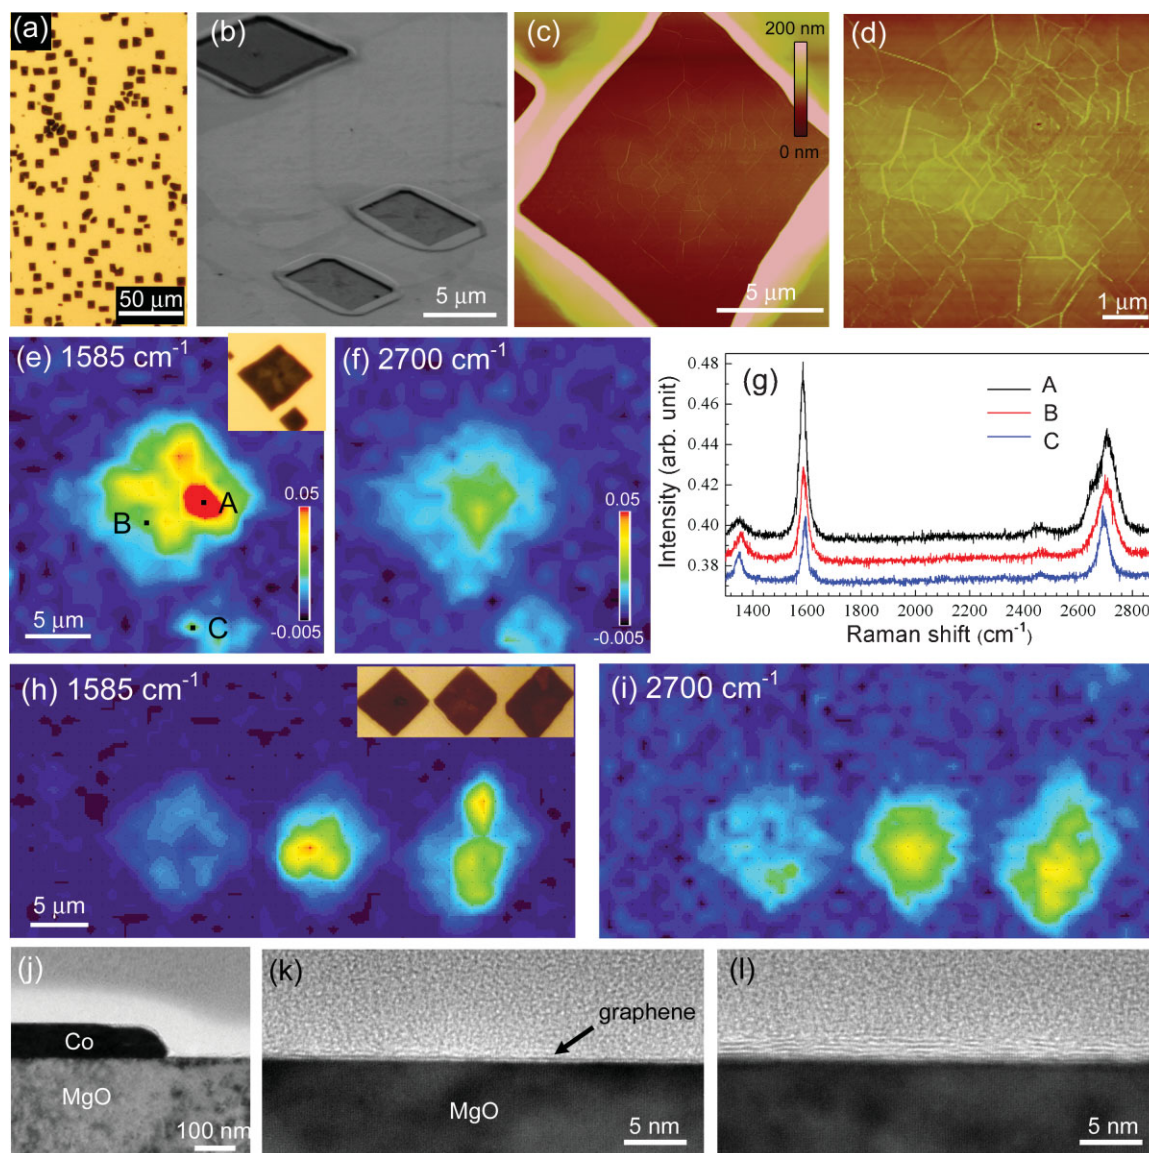 (a)
50 μm
(b)
5 μm
(c)
200 nm
0 nm
5 μm
(d)
1 μm
(e) 1585 cm⁻¹
A
B
C
0.05
-0.005
5 μm
(f) 2700 cm⁻¹
0.05
-0.005
(g)
A
B
C
Intensity (arb. unit)
0.48
0.46
0.44
0.42
0.40
0.38
1400 1600 2000 2200 2400 2600 2800
Raman shift (cm⁻¹)
(h) 1585 cm⁻¹
5 μm
(i) 2700 cm⁻¹
(j)
Co
MgO
100 nm
(k)
graphene
MgO
5 nm
(l)
5 nm